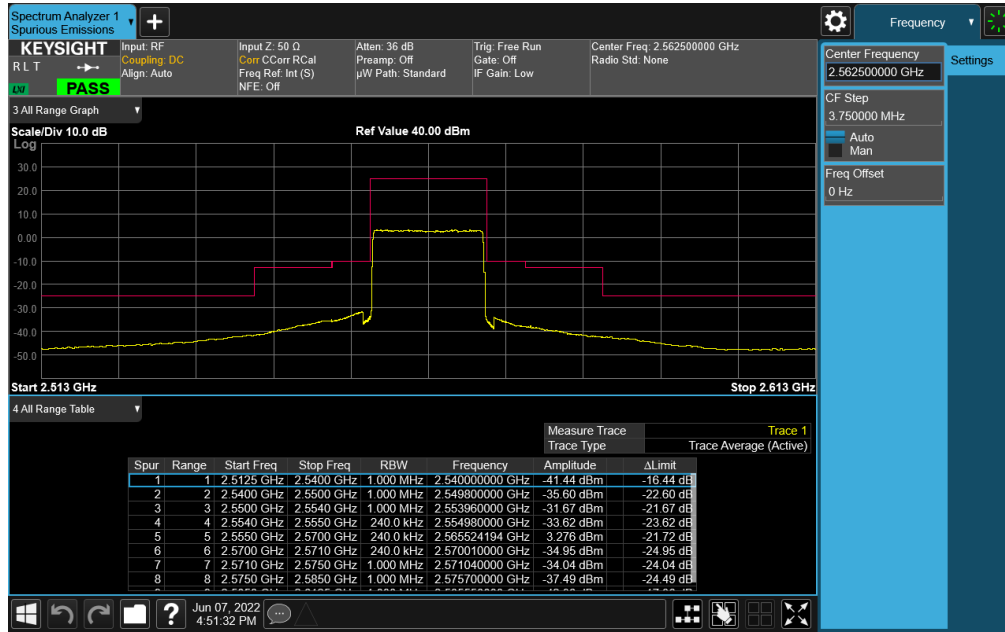 Spectrum Analyzer 1
Spurious Emissions
KEYSIGHT
R L T
LXI
PASS
Input: RF
Coupling: DC
Align: Auto
Input Z: 50 Ω
Corr CCorr RCal
Freq Ref: Int (S)
NFE: Off
Atten: 36 dB
Preamp: Off
µW Path: Standard
Trig: Free Run
Gate: Off
IF Gain: Low
Center Freq: 2.562500000 GHz
Radio Std: None
Frequency
Settings
Center Frequency
2.562500000 GHz
CF Step
3.750000 MHz
Auto
Man
Freq Offset
0 Hz
3 All Range Graph
Scale/Div 10.0 dB
Ref Value 40.00 dBm
Log
30.0
20.0
10.0
0.00
-10.0
-20.0
-30.0
-40.0
-50.0
Start 2.513 GHz
Stop 2.613 GHz
4 All Range Table
Measure Trace Trace 1
Trace Type Trace Average (Active)
Spur Range Start Freq Stop Freq RBW Frequency Amplitude ΔLimit
1 1 2.5125 GHz 2.5400 GHz 1.000 MHz 2.540000000 GHz -41.44 dBm -16.44 dB
2 2 2.5400 GHz 2.5500 GHz 1.000 MHz 2.549800000 GHz -35.60 dBm -22.60 dB
3 3 2.5500 GHz 2.5540 GHz 1.000 MHz 2.553960000 GHz -31.67 dBm -21.67 dB
4 4 2.5540 GHz 2.5550 GHz 240.0 kHz 2.554980000 GHz -33.62 dBm -23.62 dB
5 5 2.5550 GHz 2.5700 GHz 240.0 kHz 2.565524194 GHz 3.276 dBm -21.72 dB
6 6 2.5700 GHz 2.5710 GHz 240.0 kHz 2.570010000 GHz -34.95 dBm -24.95 dB
7 7 2.5710 GHz 2.5750 GHz 1.000 MHz 2.571040000 GHz -34.04 dBm -24.04 dB
8 8 2.5750 GHz 2.5850 GHz 1.000 MHz 2.575700000 GHz -37.49 dBm -24.49 dB
Jun 07, 2022
4:51:32 PM